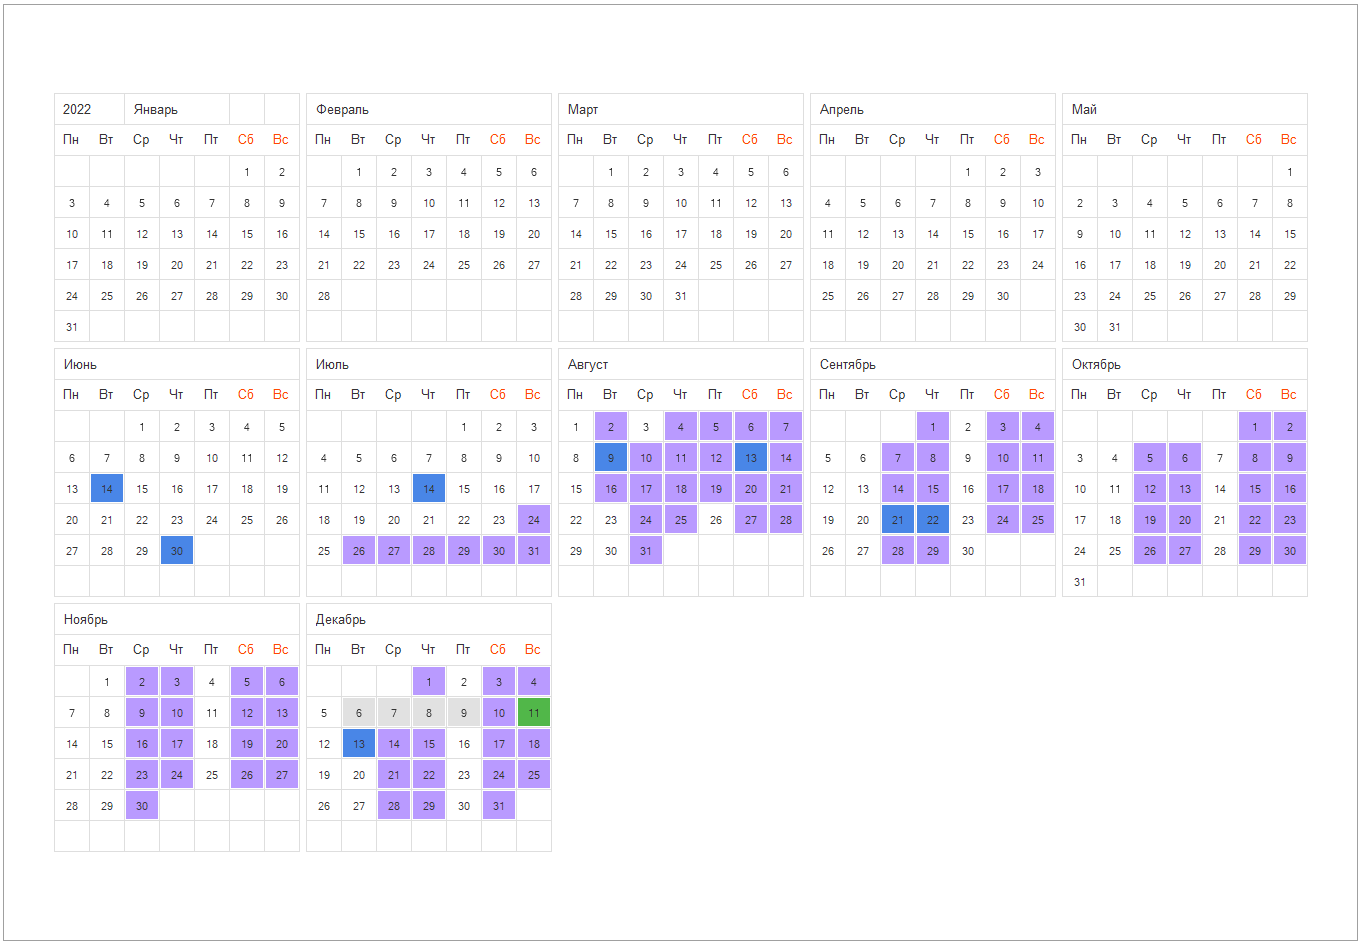 2022 Январь
Пн Вт Ср Чт Пт Сб Вс
1 2
3 4 5 6 7 8 9
10 11 12 13 14 15 16
17 18 19 20 21 22 23
24 25 26 27 28 29 30
31
Февраль
Пн Вт Ср Чт Пт Сб Вс
1 2 3 4 5 6
7 8 9 10 11 12 13
14 15 16 17 18 19 20
21 22 23 24 25 26 27
28
Март
Пн Вт Ср Чт Пт Сб Вс
1 2 3 4 5 6
7 8 9 10 11 12 13
14 15 16 17 18 19 20
21 22 23 24 25 26 27
28 29 30 31
Апрель
Пн Вт Ср Чт Пт Сб Вс
1 2 3
4 5 6 7 8 9 10
11 12 13 14 15 16 17
18 19 20 21 22 23 24
25 26 27 28 29 30
Май
Пн Вт Ср Чт Пт Сб Вс
1
2 3 4 5 6 7 8
9 10 11 12 13 14 15
16 17 18 19 20 21 22
23 24 25 26 27 28 29
30 31
Июнь
Пн Вт Ср Чт Пт Сб Вс
1 2 3 4 5
6 7 8 9 10 11 12
13 14 15 16 17 18 19
20 21 22 23 24 25 26
27 28 29 30
Июль
Пн Вт Ср Чт Пт Сб Вс
1 2 3
4 5 6 7 8 9 10
11 12 13 14 15 16 17
18 19 20 21 22 23 24
25 26 27 28 29 30 31
Август
Пн Вт Ср Чт Пт Сб Вс
1 2 3 4 5 6 7
8 9 10 11 12 13 14
15 16 17 18 19 20 21
22 23 24 25 26 27 28
29 30 31
Сентябрь
Пн Вт Ср Чт Пт Сб Вс
1 2 3 4
5 6 7 8 9 10 11
12 13 14 15 16 17 18
19 20 21 22 23 24 25
26 27 28 29 30
Октябрь
Пн Вт Ср Чт Пт Сб Вс
1 2
3 4 5 6 7 8 9
10 11 12 13 14 15 16
17 18 19 20 21 22 23
24 25 26 27 28 29 30
31
Ноябрь
Пн Вт Ср Чт Пт Сб Вс
1 2 3 4 5 6
7 8 9 10 11 12 13
14 15 16 17 18 19 20
21 22 23 24 25 26 27
28 29 30
Декабрь
Пн Вт Ср Чт Пт Сб Вс
1 2 3 4
5 6 7 8 9 10 11
12 13 14 15 16 17 18
19 20 21 22 23 24 25
26 27 28 29 30 31